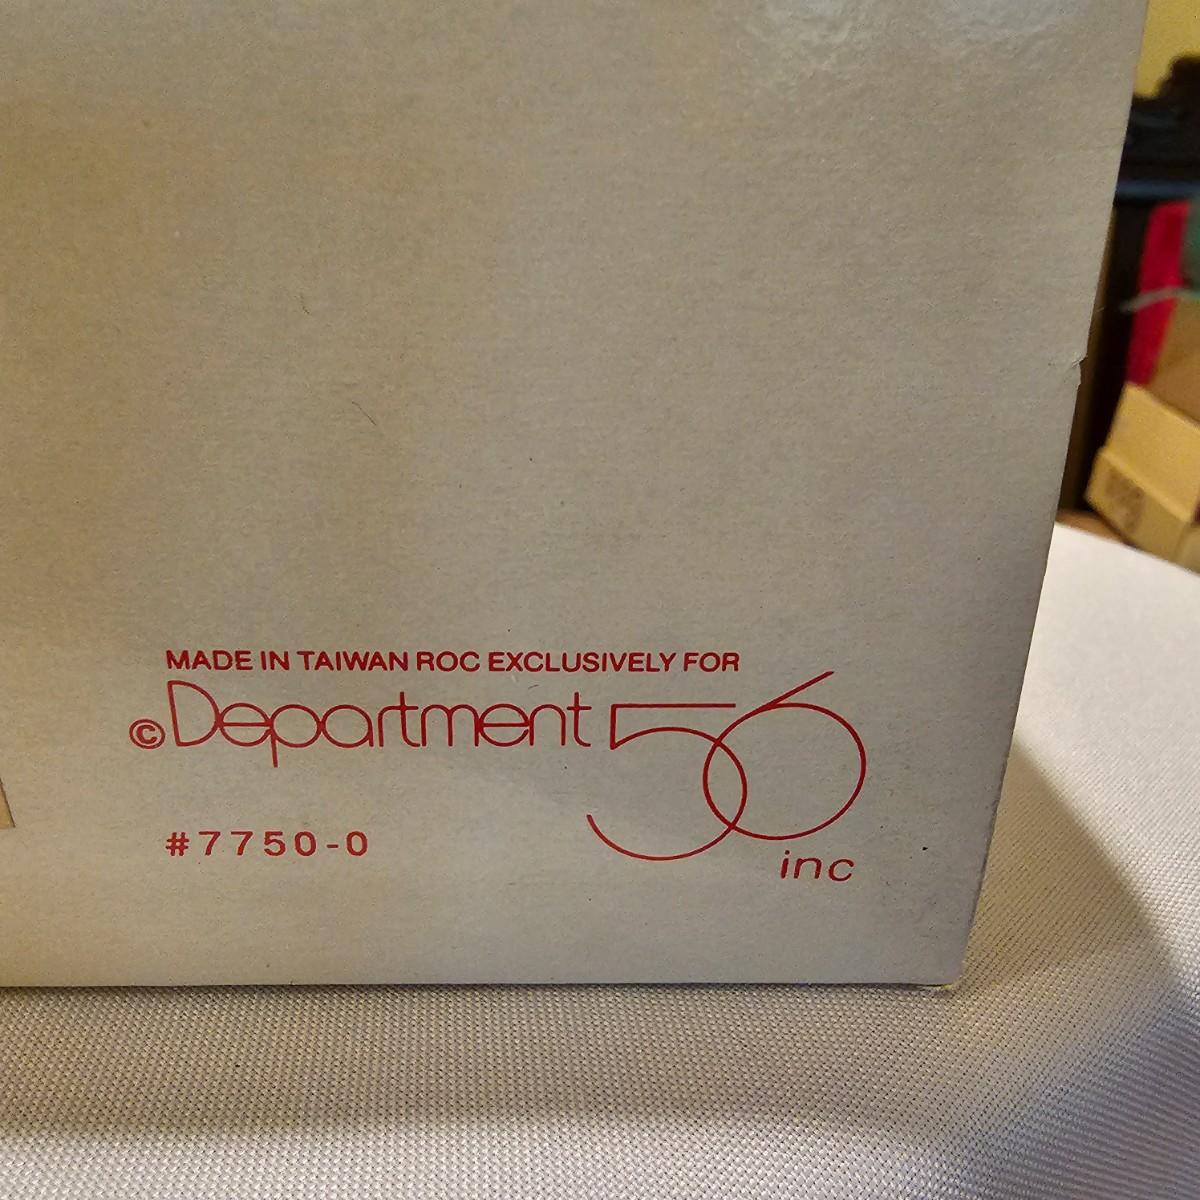 MADE IN TAIWAN ROC EXCLUSIVELY FOR
©Department 56
inc
#7750-0